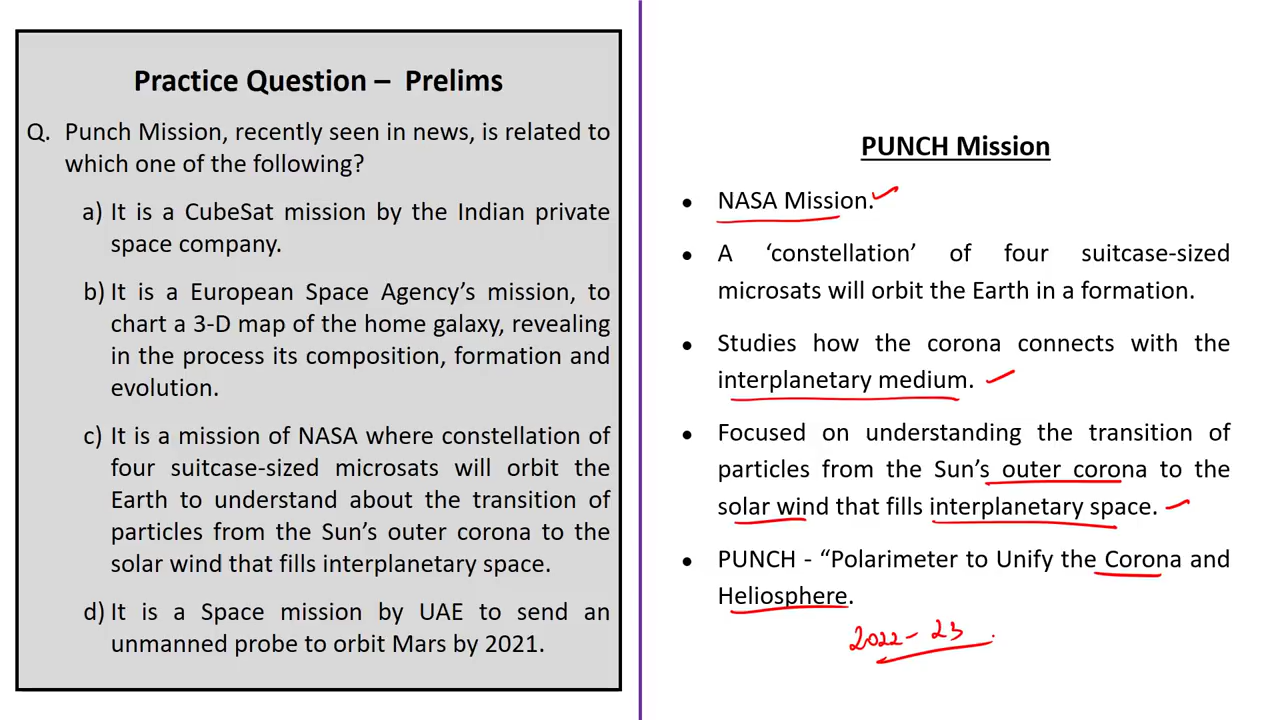 Practice Question – Prelims
Q. Punch Mission, recently seen in news, is related to
which one of the following?
a) It is a CubeSat mission by the Indian private
space company.
b) It is a European Space Agency’s mission, to
chart a 3-D map of the home galaxy, revealing
in the process its composition, formation and
evolution.
c) It is a mission of NASA where constellation of
four suitcase-sized microsats will orbit the
Earth to understand about the transition of
particles from the Sun’s outer corona to the
solar wind that fills interplanetary space.
d) It is a Space mission by UAE to send an
unmanned probe to orbit Mars by 2021.
PUNCH Mission
• NASA Mission.
• A ‘constellation’ of four suitcase-sized
microsats will orbit the Earth in a formation.
• Studies how the corona connects with the
interplanetary medium.
• Focused on understanding the transition of
particles from the Sun’s outer corona to the
solar wind that fills interplanetary space.
• PUNCH - “Polarimeter to Unify the Corona and
Heliosphere.
2022 - 23